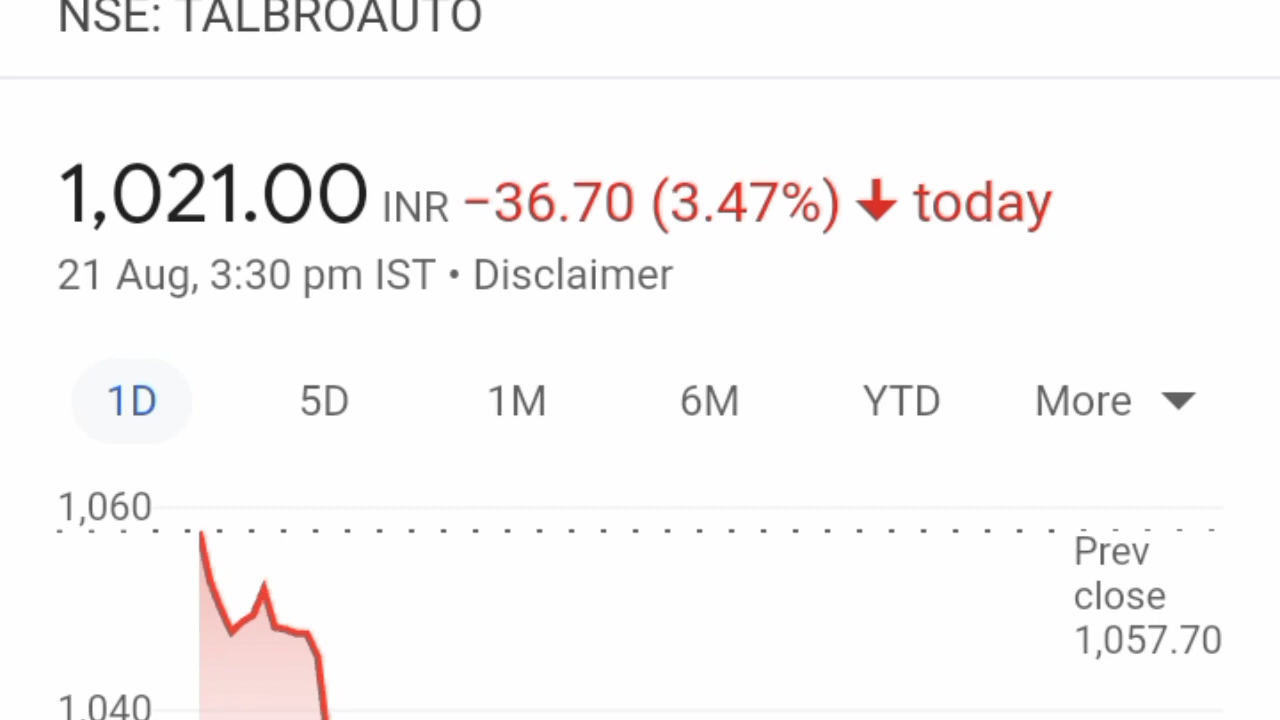 NSE: TALBROAUTO
1,021.00 INR −36.70 (3.47%) ↓ today
21 Aug, 3:30 pm IST • Disclaimer
1D 5D 1M 6M YTD More
1,060
Prev
close
1,057.70
1,040